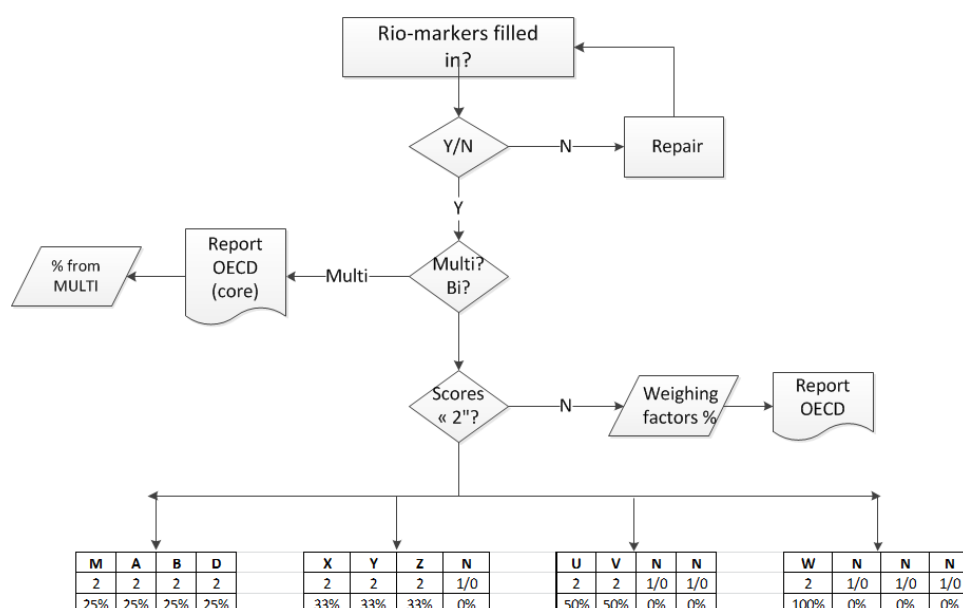 Rio-markers filled
in?
Y/N
N
Repair
Y
Multi?
Bi?
Multi
Report
OECD
(core)
% from
MULTI
Scores
« 2"?
N
Weighing
factors %
Report
OECD
M A B D
2 2 2 2
25% 25% 25% 25%
X Y Z N
2 2 2 1/0
33% 33% 33% 0%
U V N N
2 2 1/0 1/0
50% 50% 0% 0%
W N N N
2 1/0 1/0 1/0
100% 0% 0% 0%